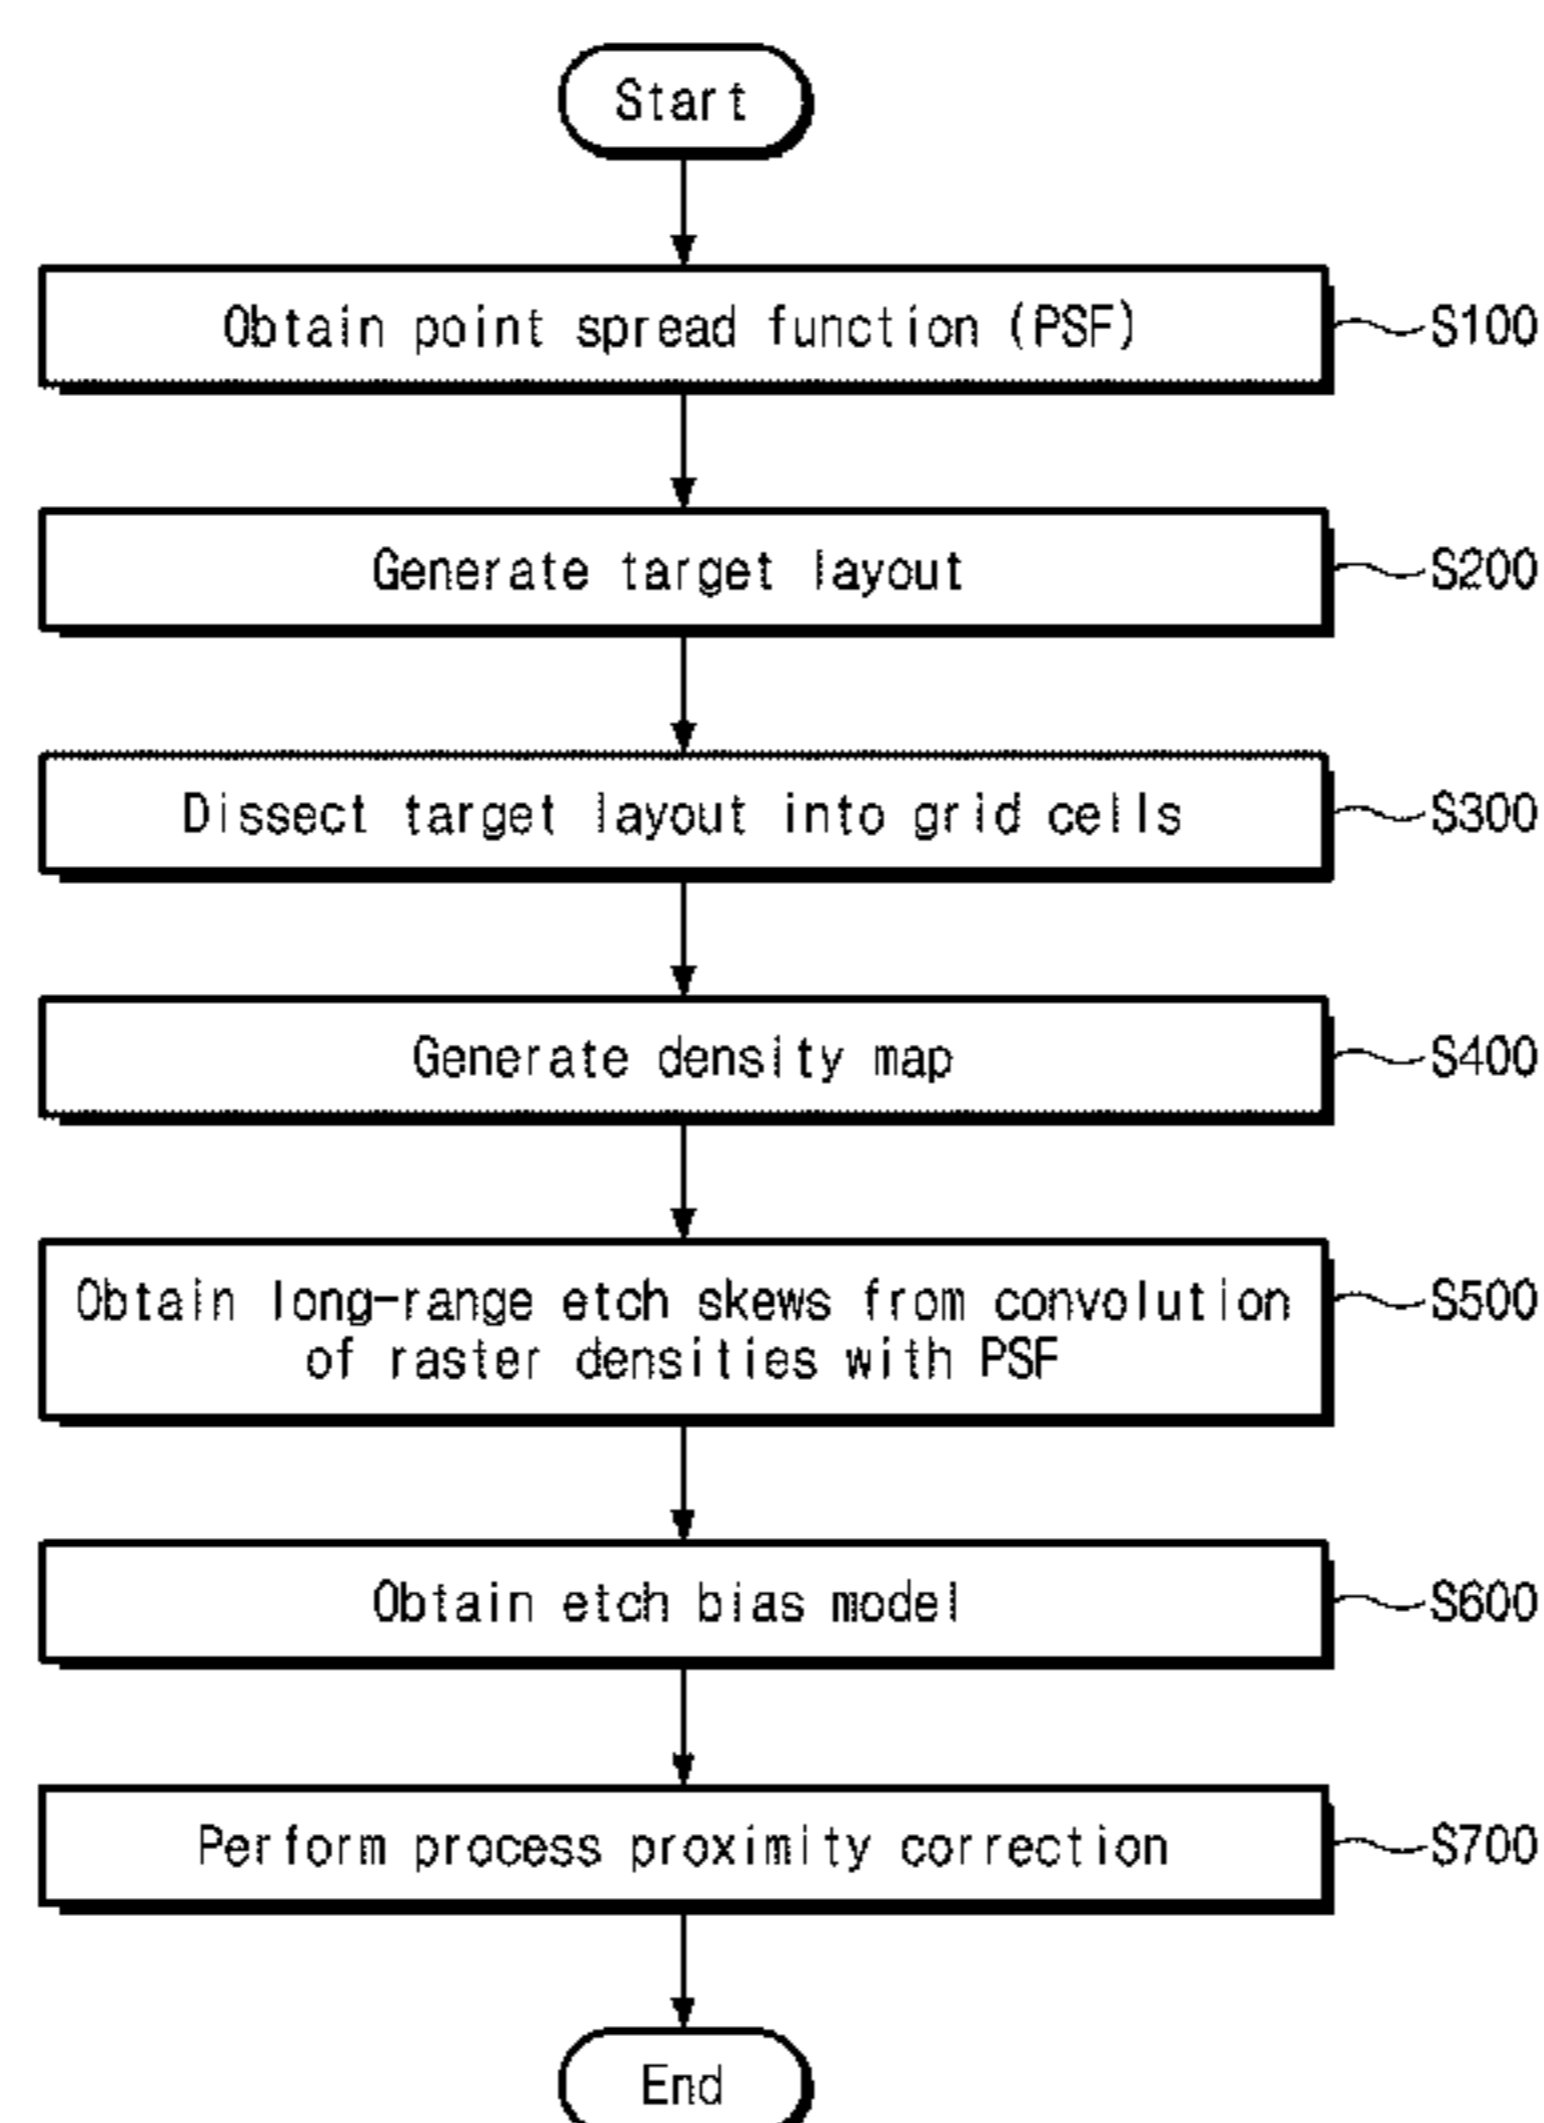 Start
Obtain point spread function (PSF)
S100
Generate target layout
S200
Dissect target layout into grid cells
S300
Generate density map
S400
Obtain long-range etch skews from convolution
of raster densities with PSF
S500
Obtain etch bias model
S600
Perform process proximity correction
S700
End